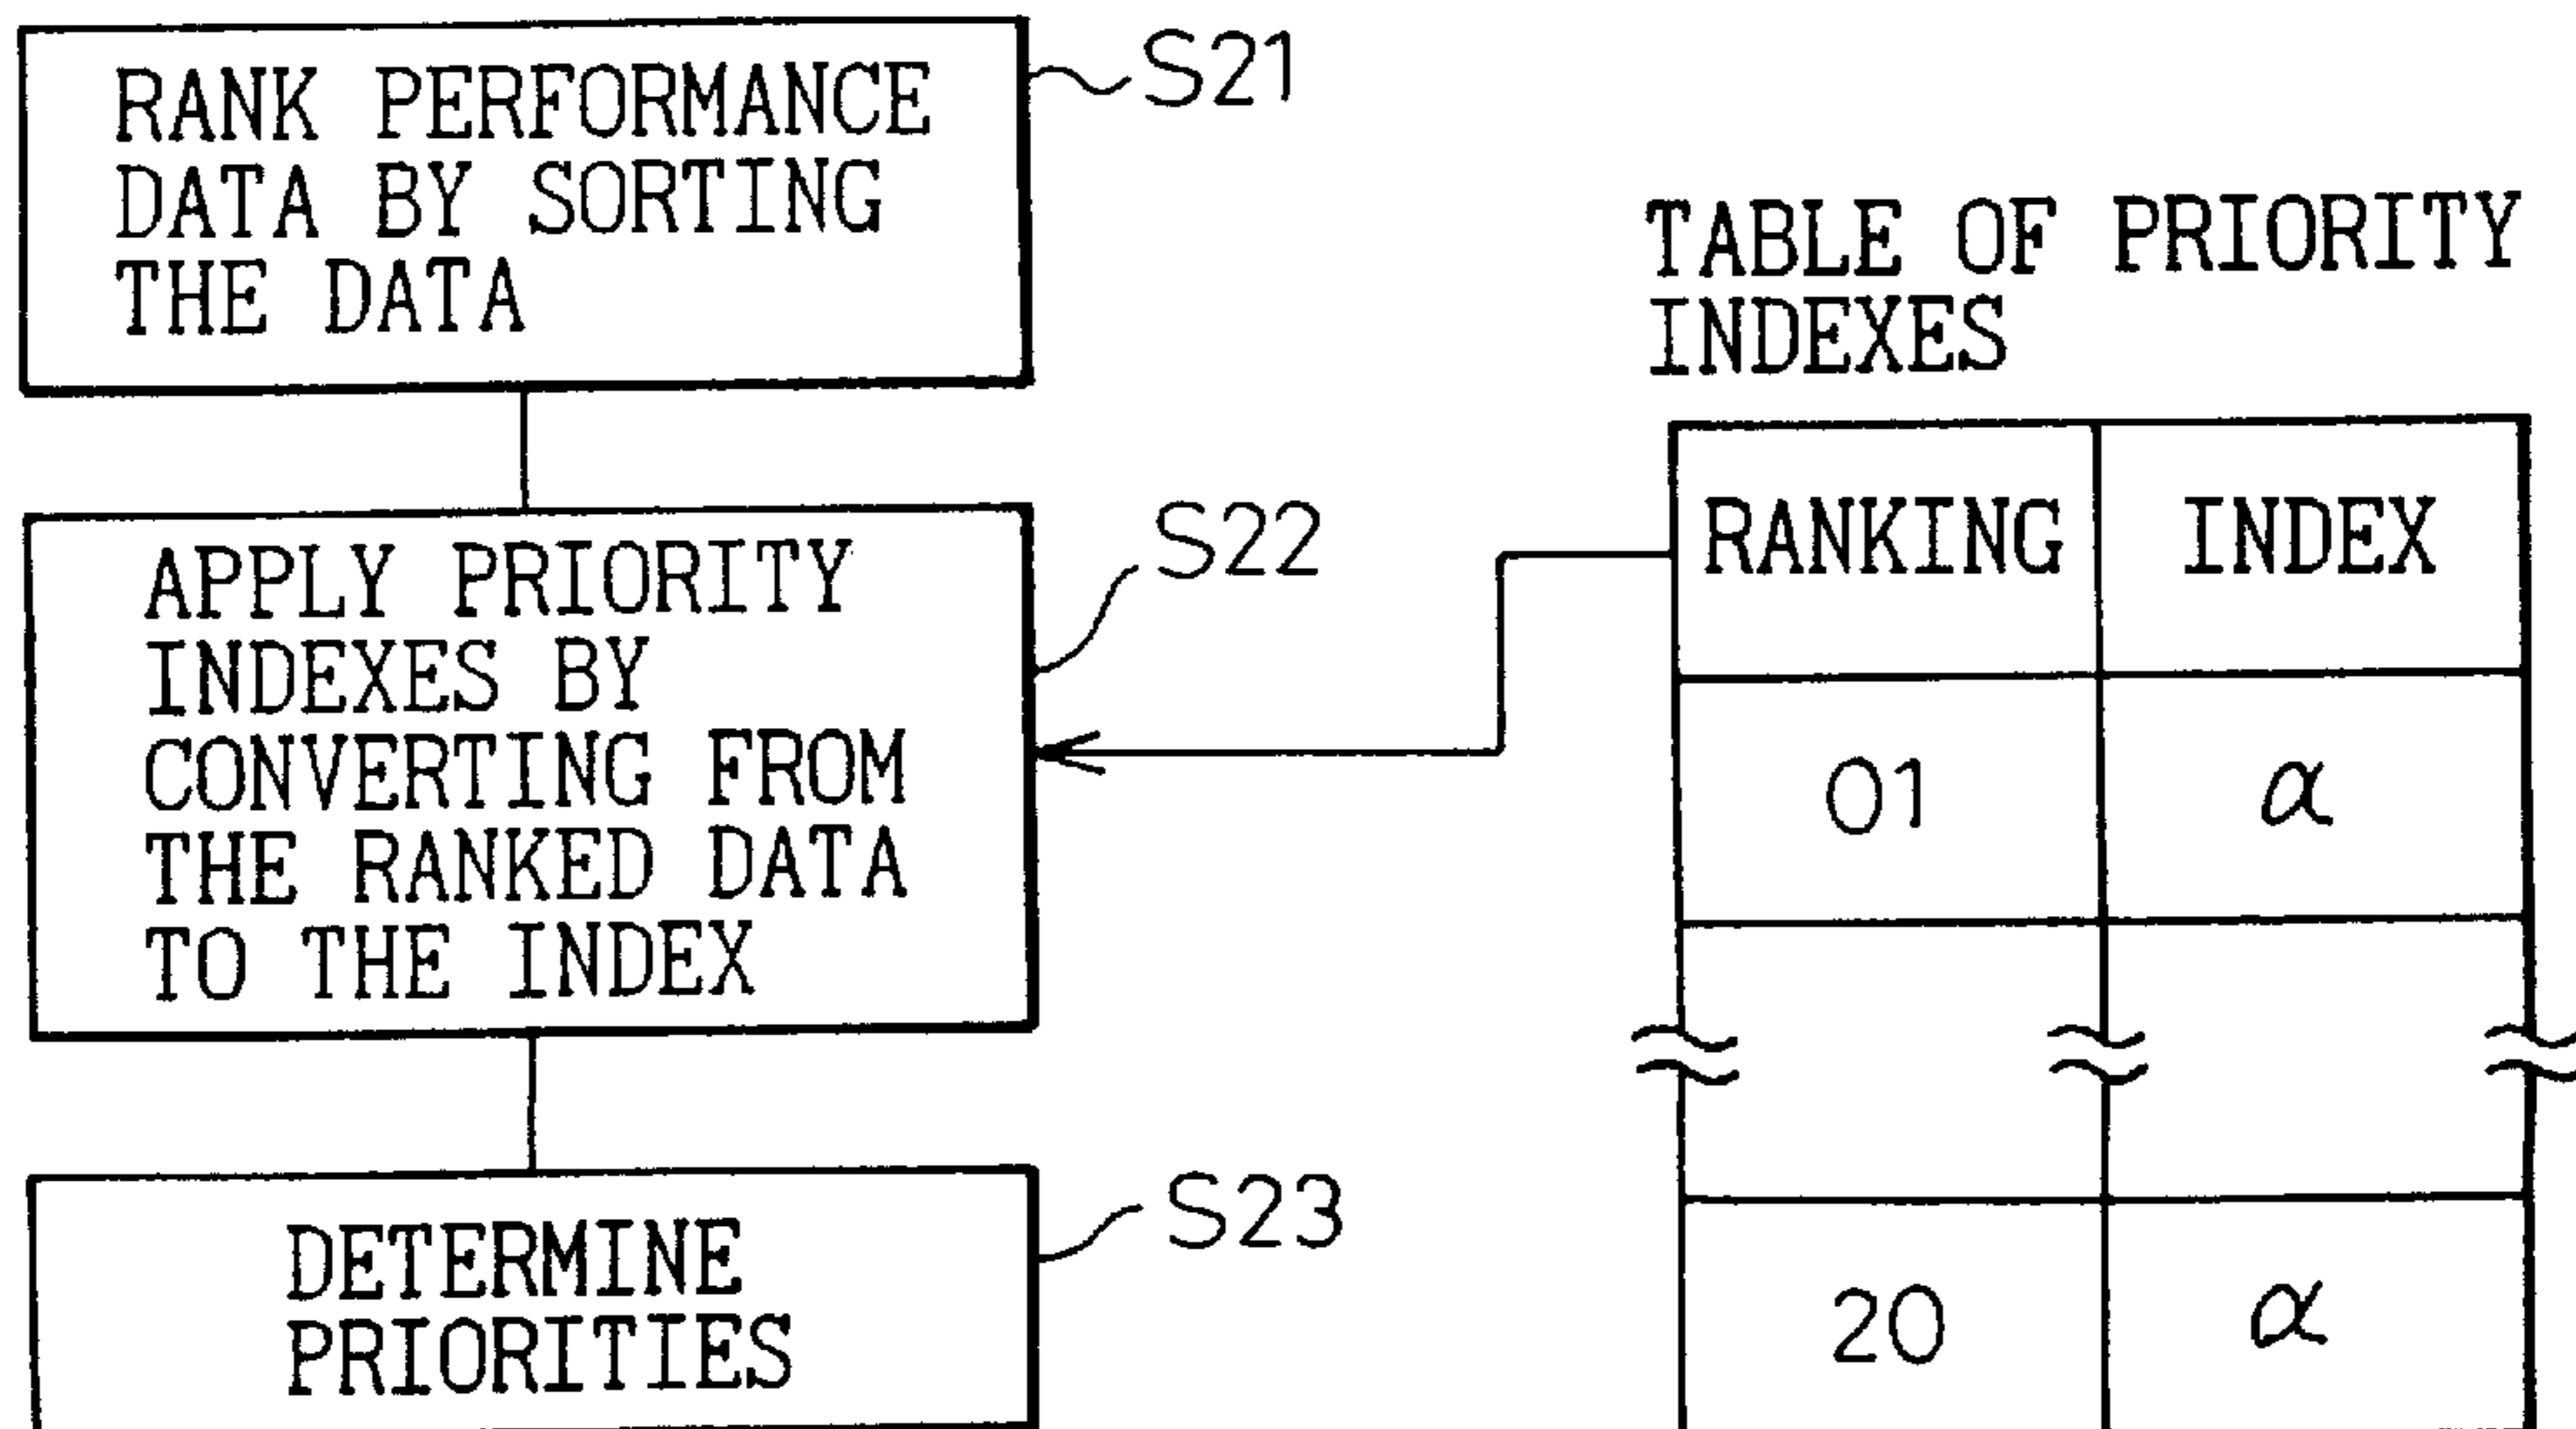 RANK PERFORMANCE
DATA BY SORTING
THE DATA
S21
APPLY PRIORITY
INDEXES BY
CONVERTING FROM
THE RANKED DATA
TO THE INDEX
S22
DETERMINE
PRIORITIES
S23
TABLE OF PRIORITY
INDEXES
RANKING INDEX
01 α
20 α